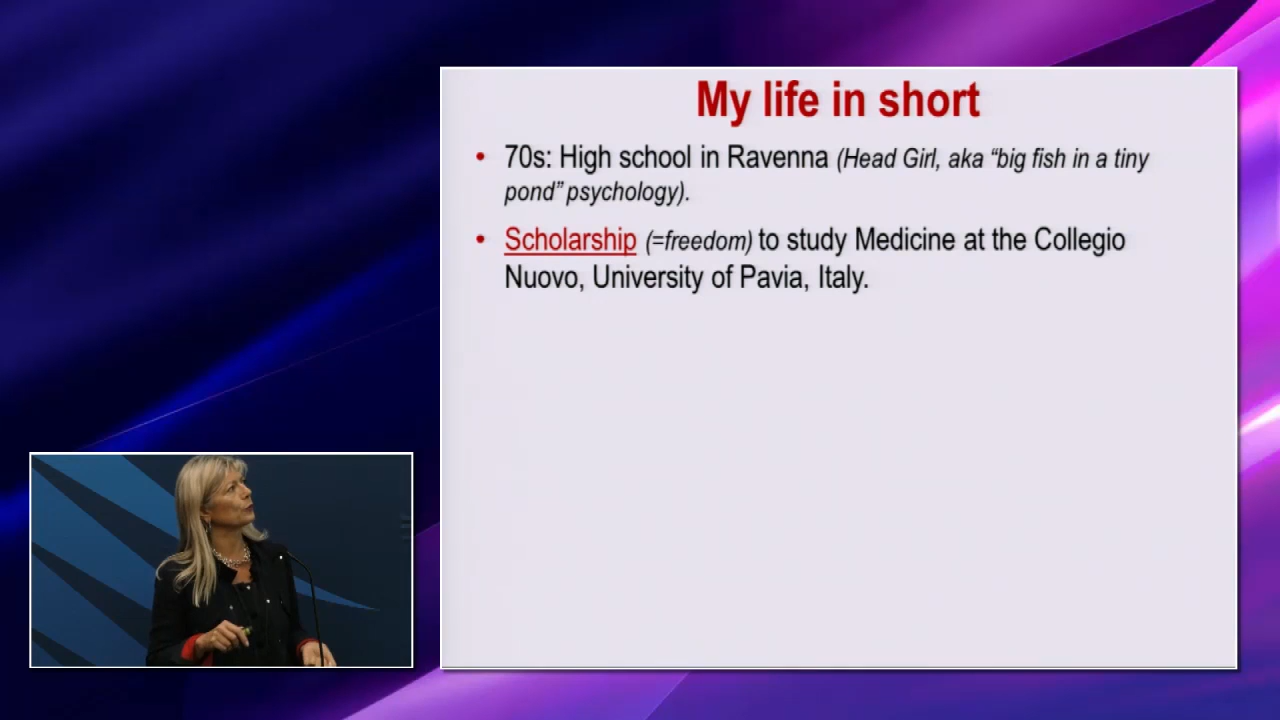 My life in short
• 70s: High school in Ravenna (Head Girl, aka “big fish in a tiny
pond” psychology).
• Scholarship (=freedom) to study Medicine at the Collegio
Nuovo, University of Pavia, Italy.